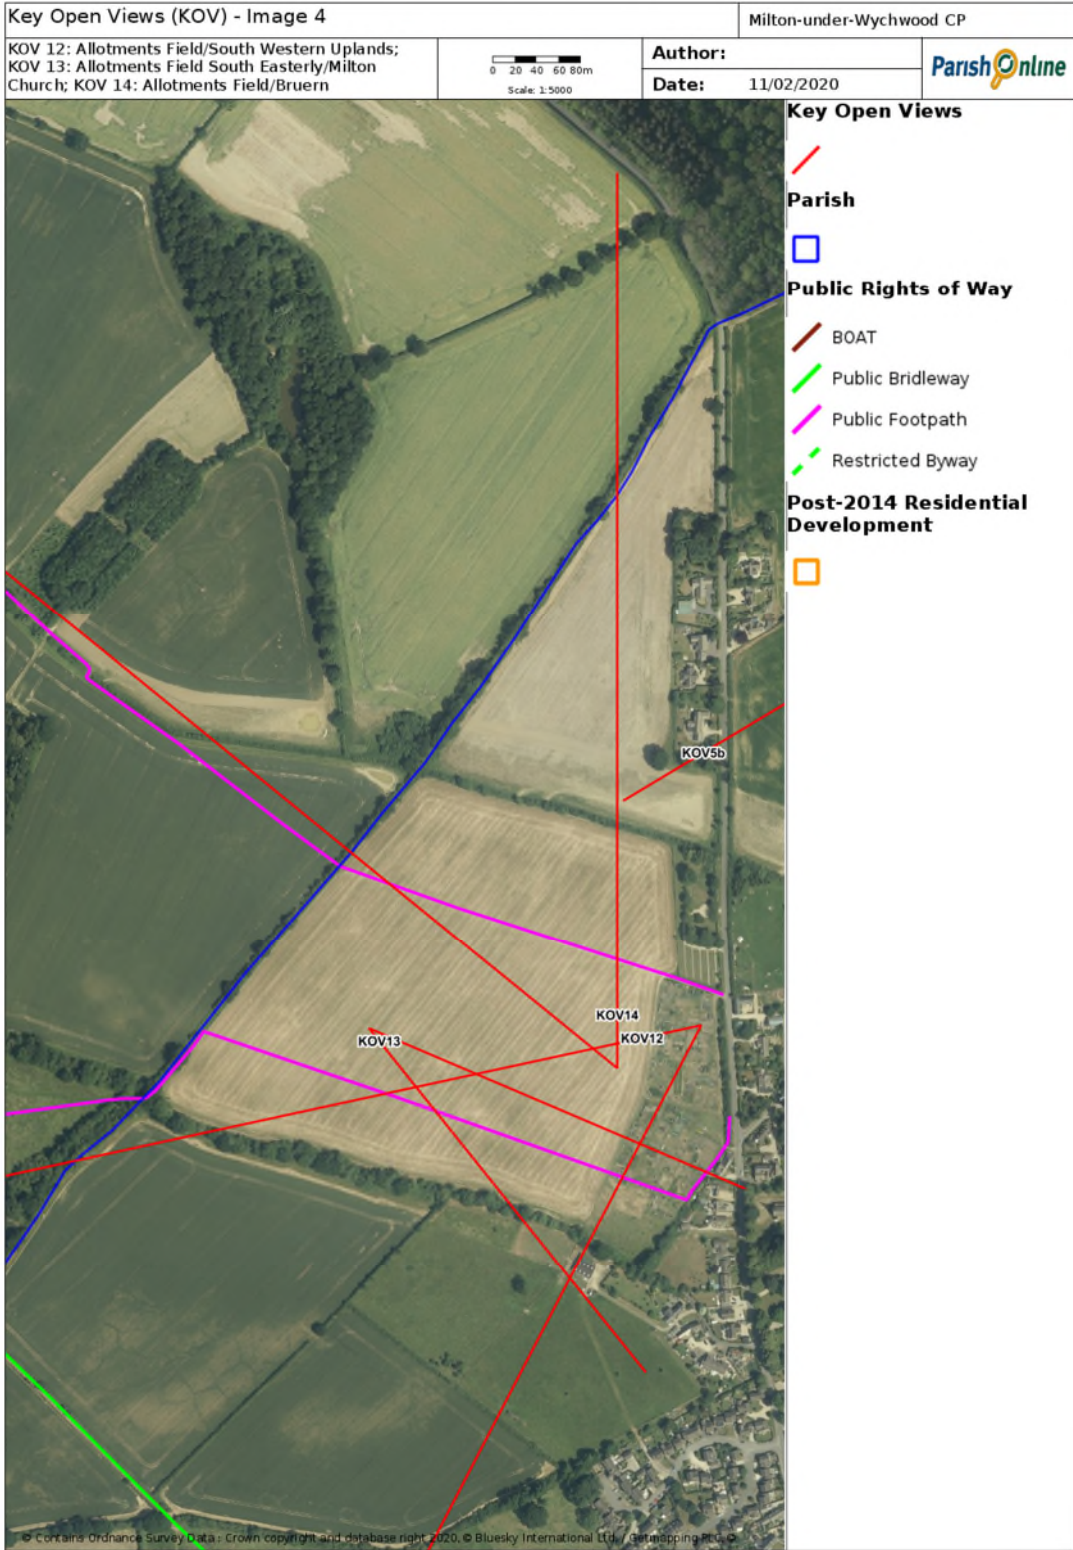 Key Open Views (KOV) - Image 4
Milton-under-Wychwood CP
KOV 12: Allotments Field/South Western Uplands;
KOV 13: Allotments Field South Easterly/Milton
Church; KOV 14: Allotments Field/Bruern
0 20 40 60 80m
Scale: 1:5000
Author:
Date: 11/02/2020
Parish Online
Key Open Views
Parish
Public Rights of Way
BOAT
Public Bridleway
Public Footpath
Restricted Byway
Post-2014 Residential
Development
KOV5b
KOV14
KOV12
KOV13
© Contains Ordnance Survey Data : Crown copyright and database right 2020, © Bluesky International Ltd. / Getmapping PLC ©